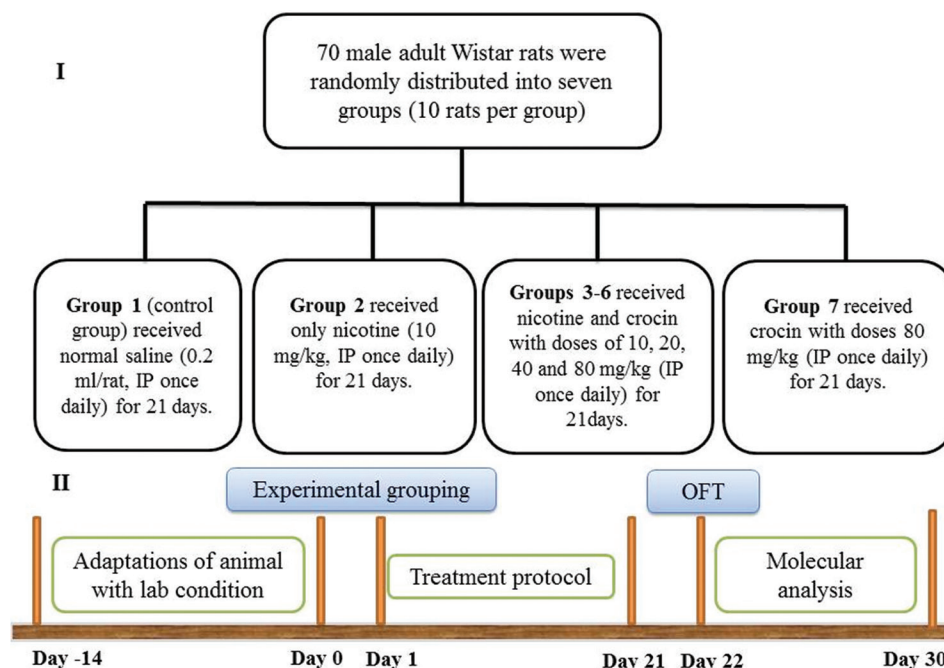 I
70 male adult Wistar rats were
randomly distributed into seven
groups (10 rats per group)
Group 1 (control
group) received
normal saline (0.2
ml/rat, IP once
daily) for 21 days.
Group 2 received
only nicotine (10
mg/kg, IP once daily)
for 21 days.
Groups 3-6 received
nicotine and crocin
with doses of 10, 20,
40 and 80 mg/kg (IP
once daily) for
21days.
Group 7 received
crocin with doses 80
mg/kg (IP once daily)
for 21 days.
II
Experimental grouping
OFT
Adaptations of animal
with lab condition
Treatment protocol
Molecular
analysis
Day -14
Day 0
Day 1
Day 21
Day 22
Day 30